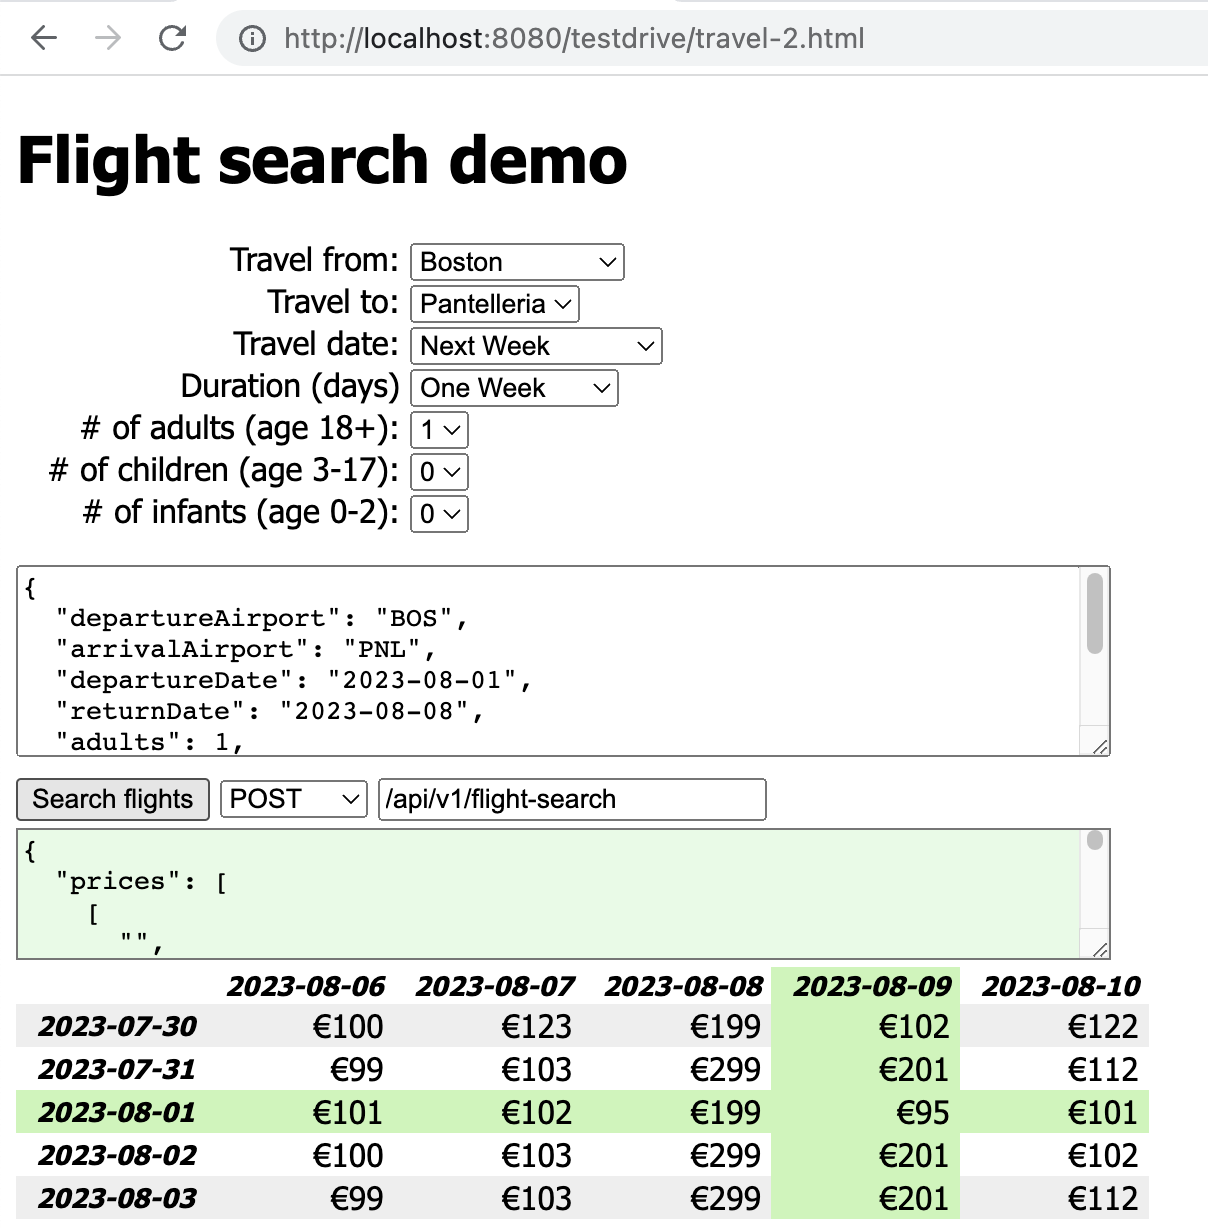 http://localhost:8080/testdrive/travel-2.html
Flight search demo
Travel from: Boston
Travel to: Pantelleria
Travel date: Next Week
Duration (days) One Week
# of adults (age 18+): 1
# of children (age 3-17): 0
# of infants (age 0-2): 0
{
"departureAirport": "BOS",
"arrivalAirport": "PNL",
"departureDate": "2023-08-01",
"returnDate": "2023-08-08",
"adults": 1,
Search flights POST /api/v1/flight-search
{
"prices": [
[
"",
2023-08-06 2023-08-07 2023-08-08 2023-08-09 2023-08-10
2023-07-30 €100 €123 €199 €102 €122
2023-07-31 €99 €103 €299 €201 €112
2023-08-01 €101 €102 €199 €95 €101
2023-08-02 €100 €103 €299 €201 €102
2023-08-03 €99 €103 €299 €201 €112